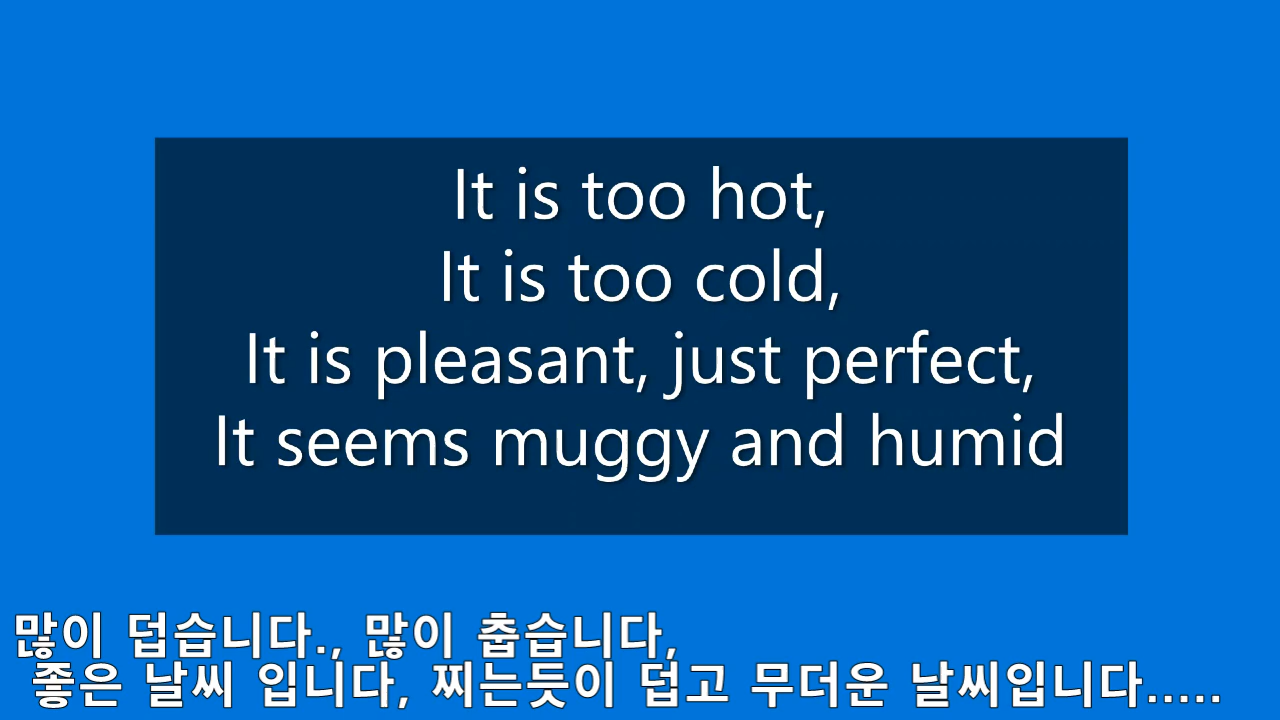 It is too hot,
It is too cold,
It is pleasant, just perfect,
It seems muggy and humid
많이 덥습니다., 많이 춥습니다,
좋은 날씨 입니다, 찌는듯이 덥고 무더운 날씨입니다.....